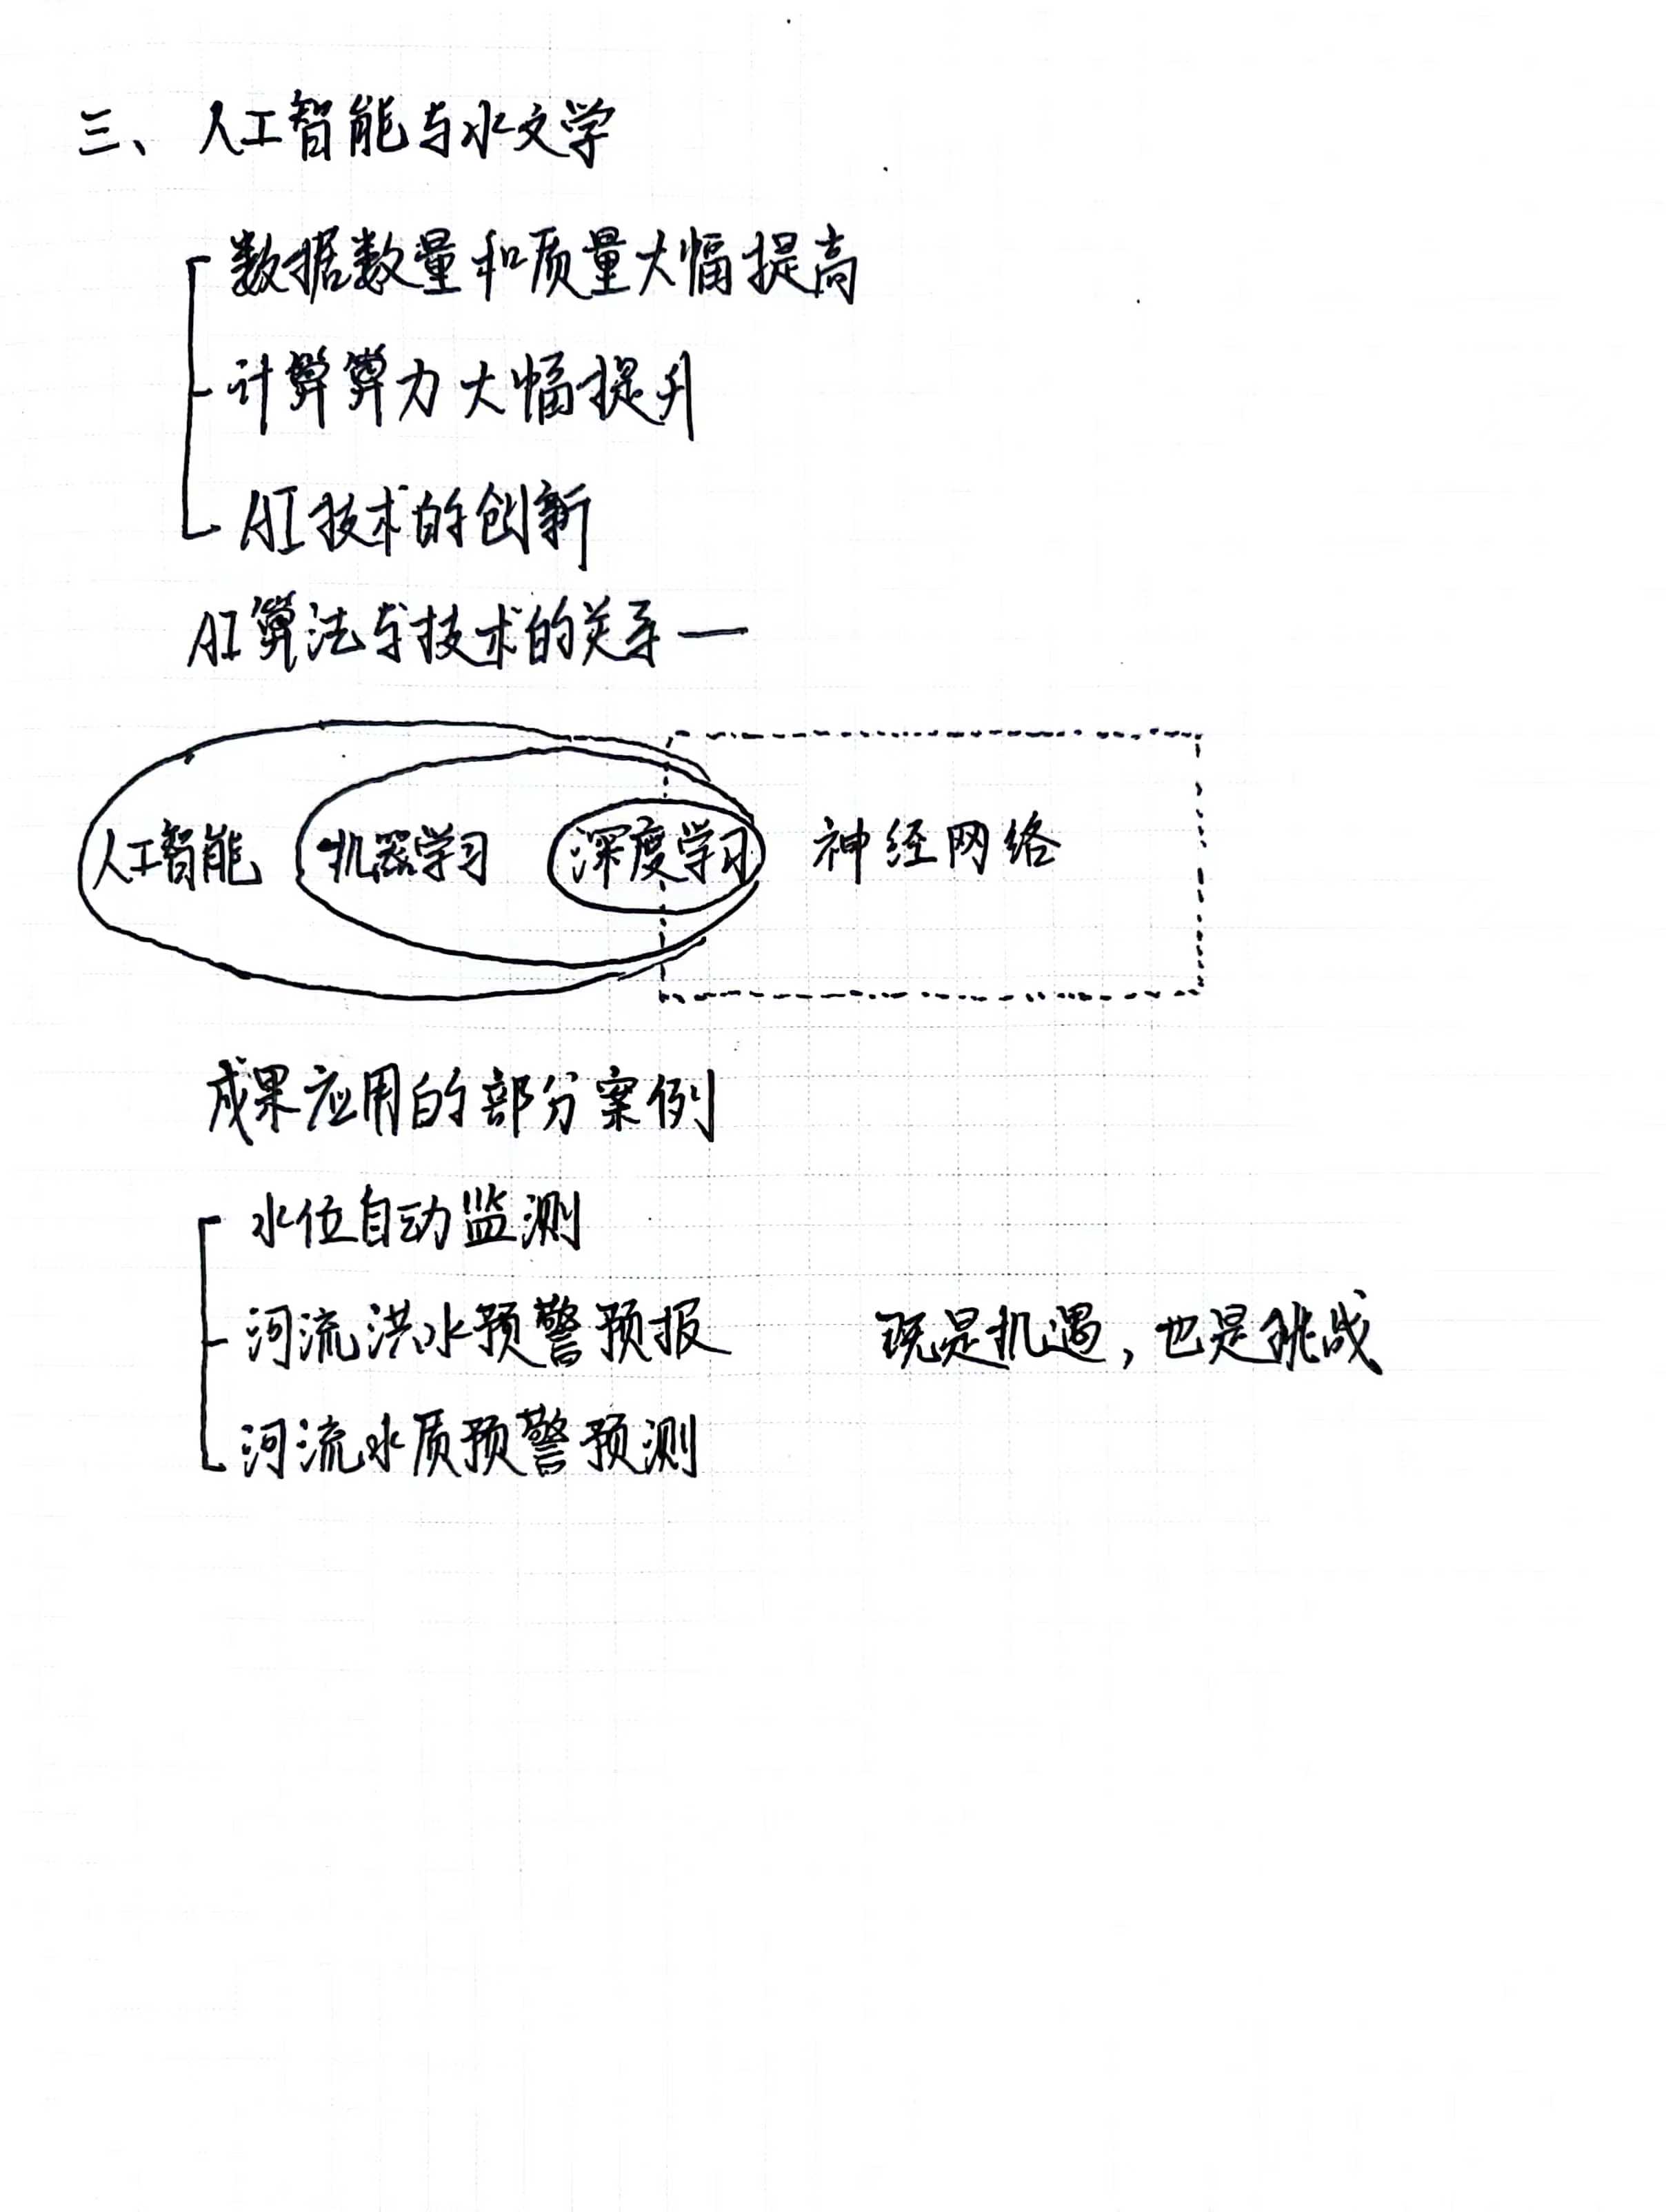 三、人工智能与水文学
数据数量和质量大幅提高
计算算力大幅提升
AI技术的创新
AI算法与技术的关系—
人工智能 机器学习 深度学习 神经网络
成果应用的部分案例
水位自动监测
河流洪水预警预报 既是机遇，也是挑战
河流水质预警预测